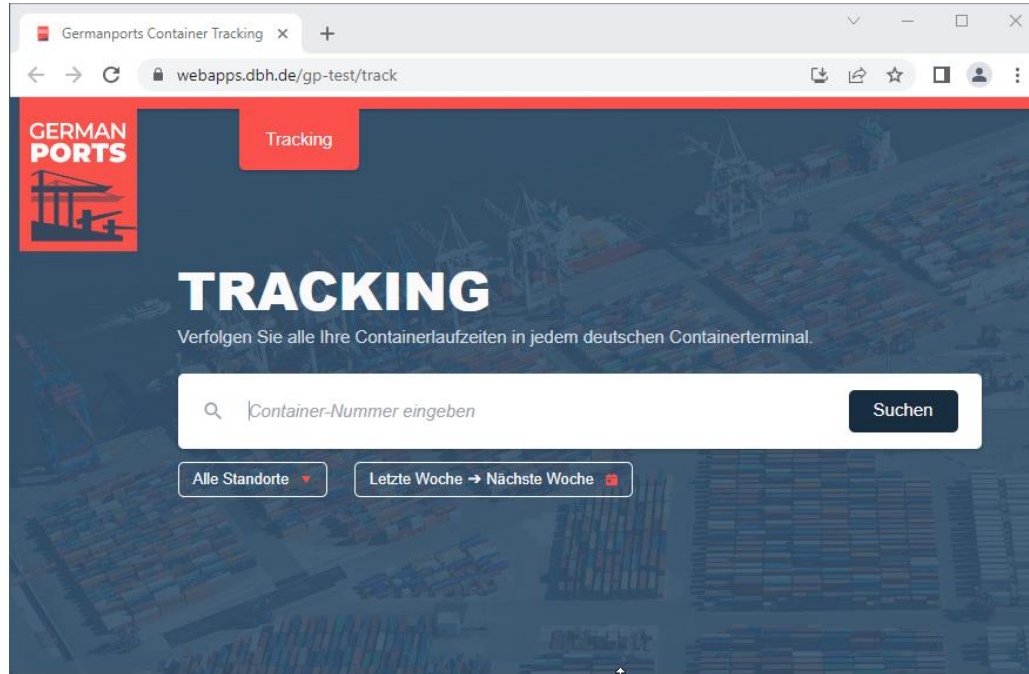 Germanports Container Tracking
webapps.dbh.de/gp-test/track
GERMAN
PORTS
Tracking
TRACKING
Verfolgen Sie alle Ihre Containerlaufzeiten in jedem deutschen Containerterminal.
Container-Nummer eingeben
Suchen
Alle Standorte
Letzte Woche → Nächste Woche